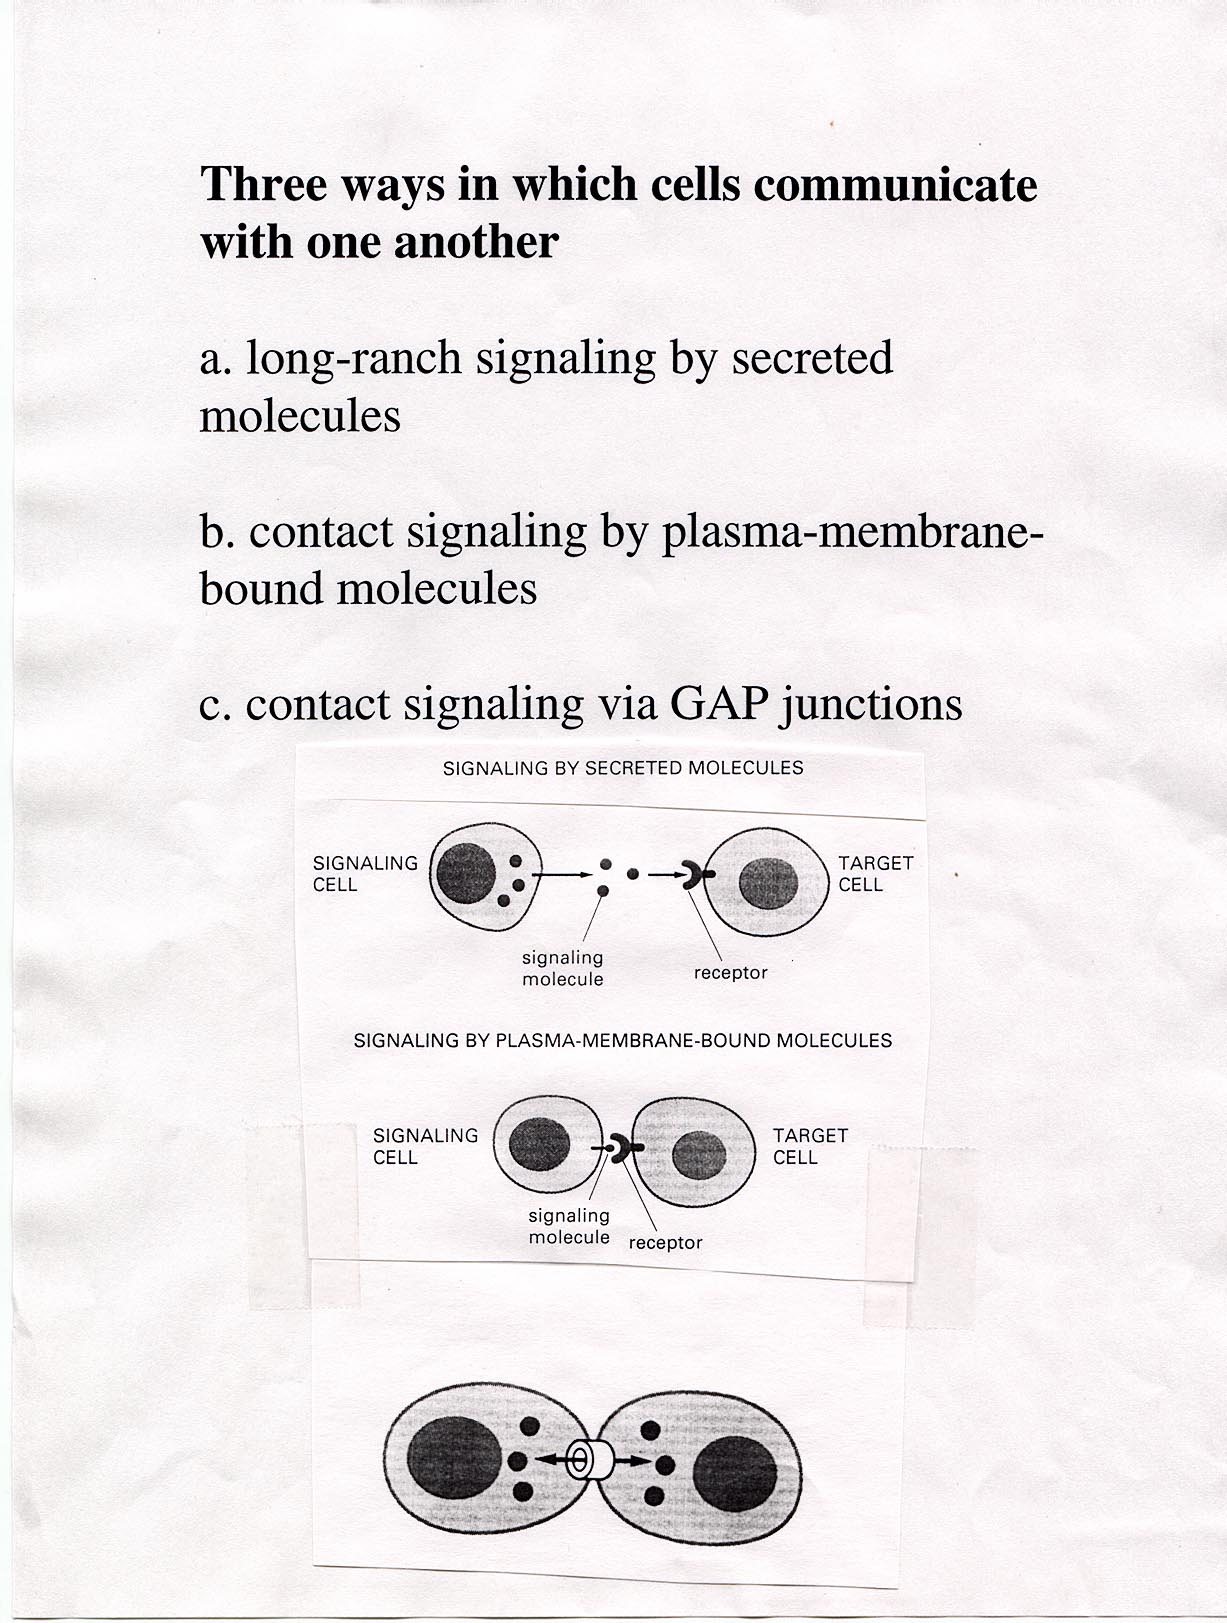 Three ways in which cells communicate
with one another
a. long-ranch signaling by secreted
molecules
b. contact signaling by plasma-membrane-
bound molecules
c. contact signaling via GAP junctions
SIGNALING BY SECRETED MOLECULES
SIGNALING
CELL
TARGET
CELL
signaling
molecule
receptor
SIGNALING BY PLASMA-MEMBRANE-BOUND MOLECULES
SIGNALING
CELL
TARGET
CELL
signaling
molecule
receptor